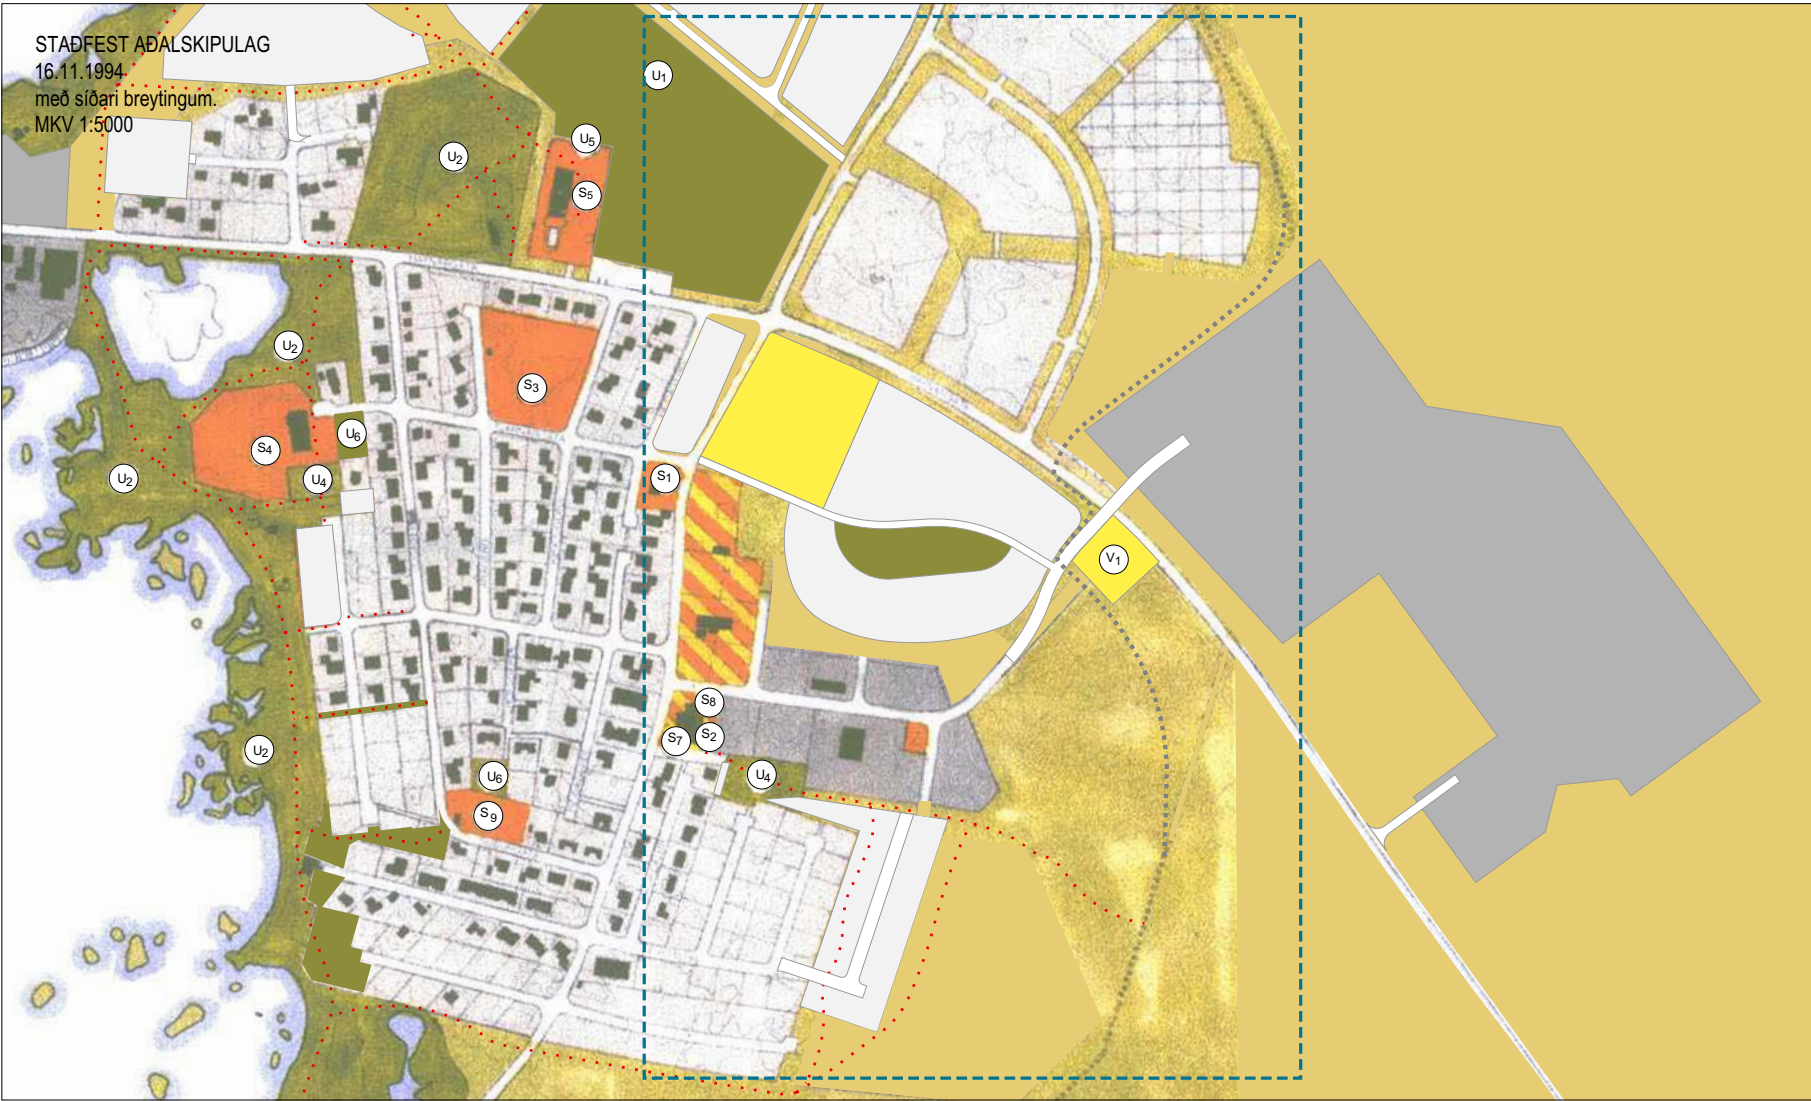 STAÐFEST AÐALSKIPULAG
16.11.1994
með síðari breytingum.
MKV 1:5000
U1
U5
U2
S5
U2
S3
S4
U6
U2
U4
S1
V1
S8
S7
S2
U2
U6
U4
S9